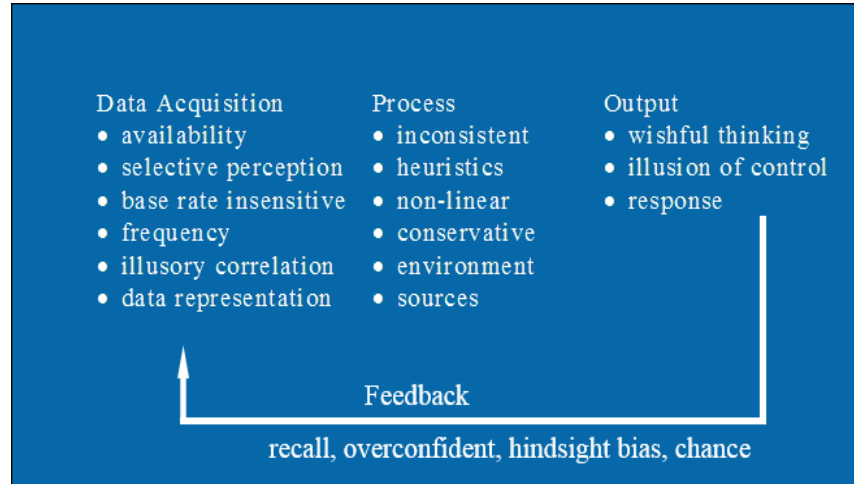 Data Acquisition
• availability
• selective perception
• base rate insensitive
• frequency
• illusory correlation
• data representation
Process
• inconsistent
• heuristics
• non-linear
• conservative
• environment
• sources
Output
• wishful thinking
• illusion of control
• response
Feedback
recall, overconfident, hindsight bias, chance